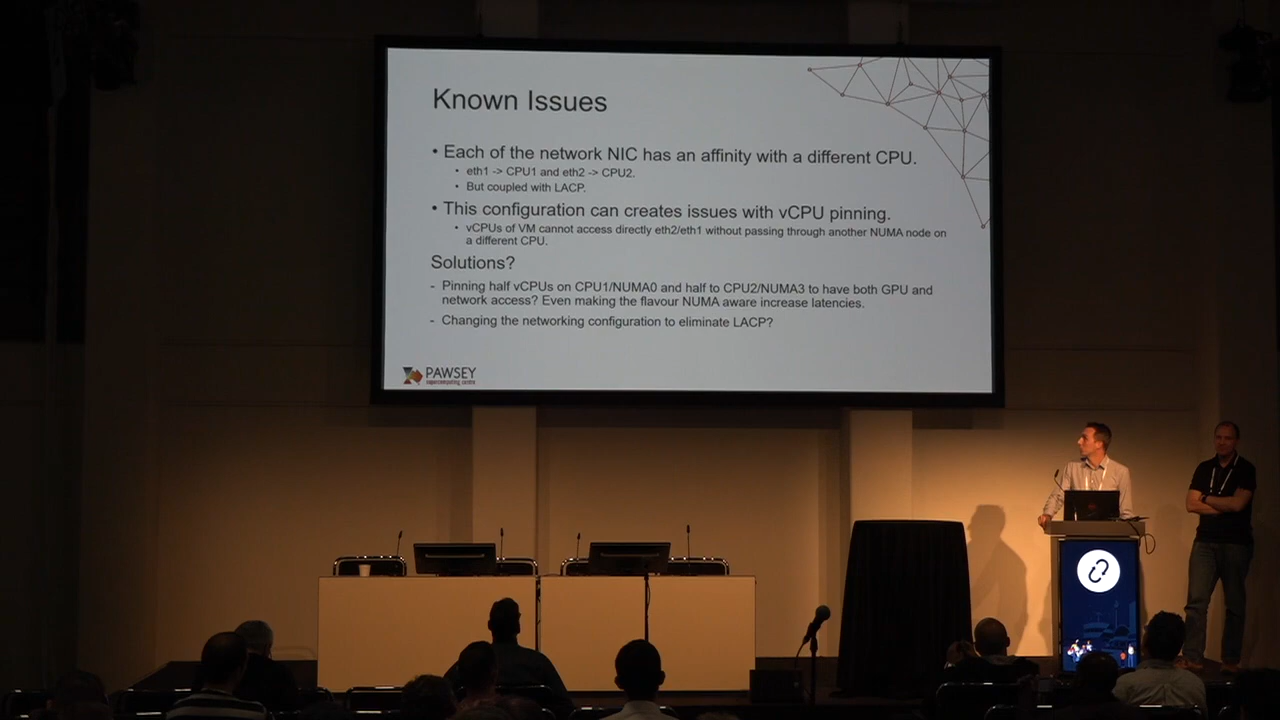 Known Issues
• Each of the network NIC has an affinity with a different CPU.
• eth1 -> CPU1 and eth2 -> CPU2.
• But coupled with LACP.
• This configuration can creates issues with vCPU pinning.
• vCPUs of VM cannot access directly eth2/eth1 without passing through another NUMA node on
a different CPU.
Solutions?
- Pinning half vCPUs on CPU1/NUMA0 and half to CPU2/NUMA3 to have both GPU and
network access? Even making the flavour NUMA aware increase latencies.
- Changing the networking configuration to eliminate LACP?
PAWSEY
supercomputing centre